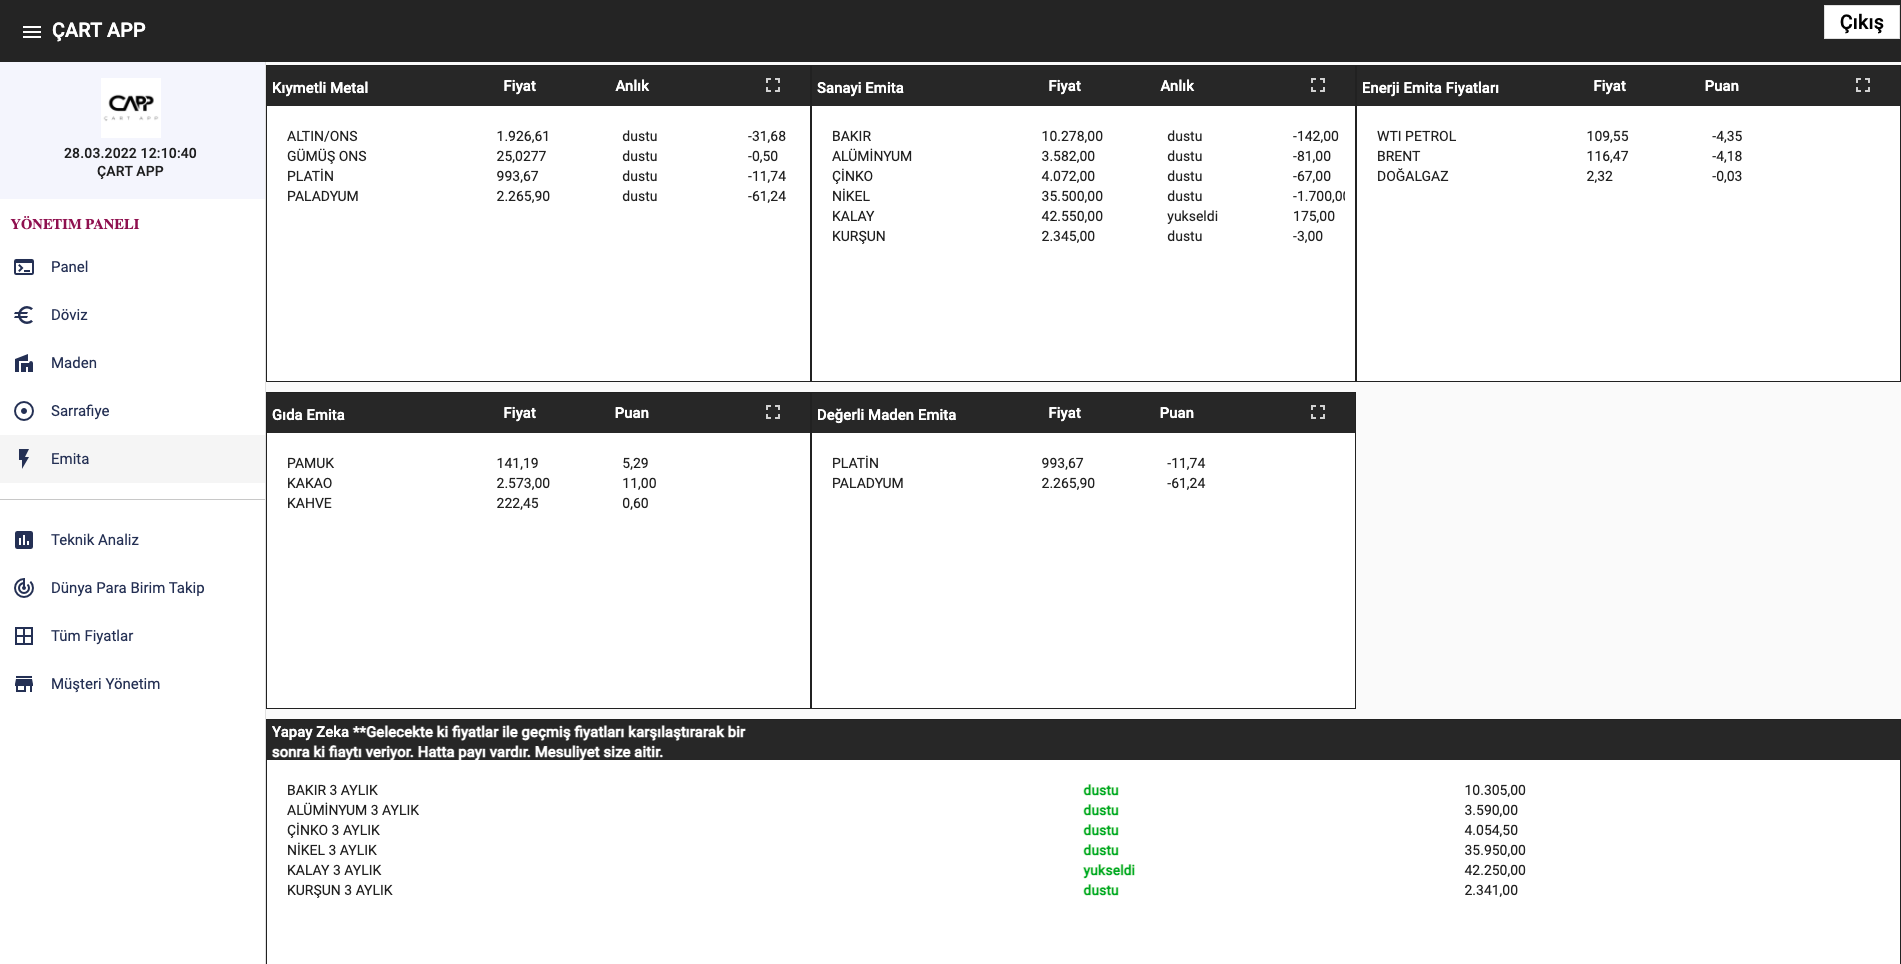 ÇART APP
Çıkış
CAPP
ÇART APP
28.03.2022 12:10:40
ÇART APP
YÖNETIM PANELI
Panel
Döviz
Maden
Sarrafiye
Emita
Teknik Analiz
Dünya Para Birim Takip
Tüm Fiyatlar
Müşteri Yönetim
Kıymetli Metal Fiyat Anlık
ALTIN/ONS 1.926,61 dustu -31,68
GÜMÜŞ ONS 25,0277 dustu -0,50
PLATİN 993,67 dustu -11,74
PALADYUM 2.265,90 dustu -61,24
Sanayi Emita Fiyat Anlık
BAKIR 10.278,00 dustu -142,00
ALÜMİNYUM 3.582,00 dustu -81,00
ÇİNKO 4.072,00 dustu -67,00
NİKEL 35.500,00 dustu -1.700,00
KALAY 42.550,00 yukseldi 175,00
KURŞUN 2.345,00 dustu -3,00
Enerji Emita Fiyatları Fiyat Puan
WTI PETROL 109,55 -4,35
BRENT 116,47 -4,18
DOĞALGAZ 2,32 -0,03
Gıda Emita Fiyat Puan
PAMUK 141,19 5,29
KAKAO 2.573,00 11,00
KAHVE 222,45 0,60
Değerli Maden Emita Fiyat Puan
PLATİN 993,67 -11,74
PALADYUM 2.265,90 -61,24
Yapay Zeka **Gelecekte ki fiyatlar ile geçmiş fiyatları karşılaştırarak bir
sonra ki fiaytı veriyor. Hatta payı vardır. Mesuliyet size aitir.
BAKIR 3 AYLIK dustu 10.305,00
ALÜMİNYUM 3 AYLIK dustu 3.590,00
ÇİNKO 3 AYLIK dustu 4.054,50
NİKEL 3 AYLIK dustu 35.950,00
KALAY 3 AYLIK yukseldi 42.250,00
KURŞUN 3 AYLIK dustu 2.341,00